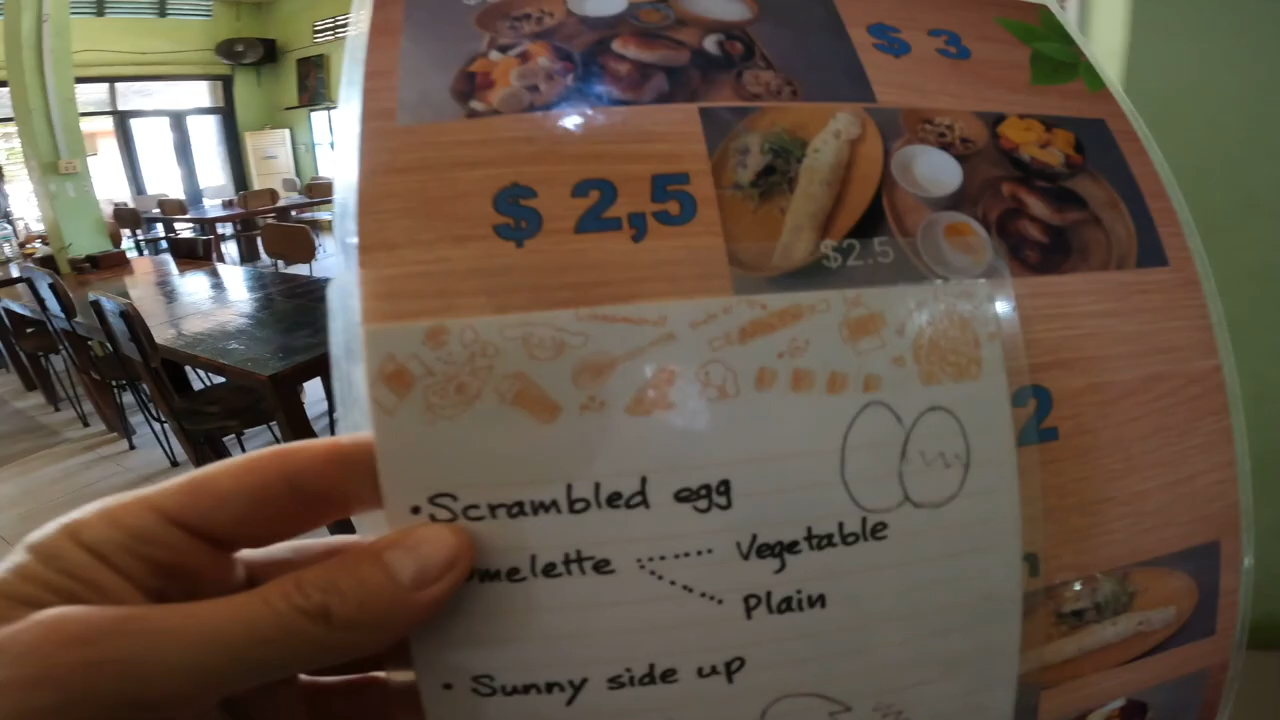 $ 3
$ 2,5
$2.5
2
• Scrambled egg
melette ...... Vegetable
Plain
• Sunny side up